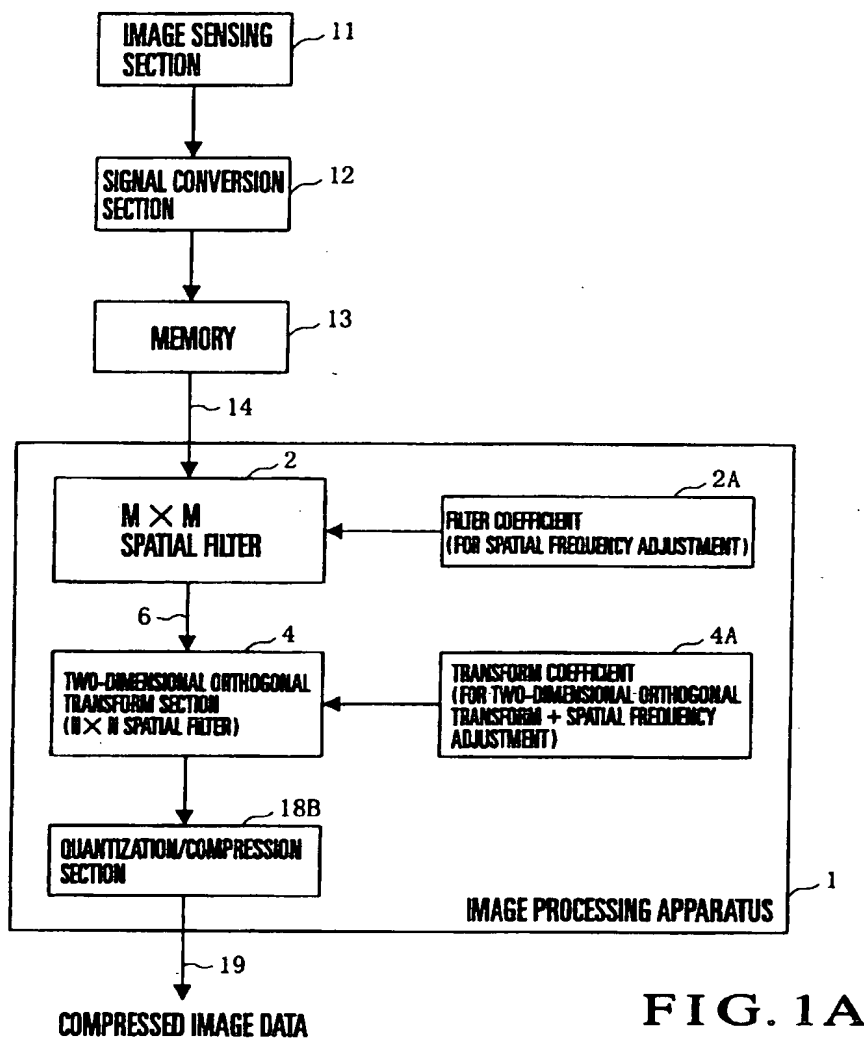 IMAGE SENSING
SECTION
11
SIGNAL CONVERSION
SECTION
12
MEMORY
13
14
2
M × M
SPATIAL FILTER
2A
FILTER COEFFICIENT
(FOR SPATIAL FREQUENCY ADJUSTMENT)
6
4
TWO-DIMENSIONAL ORTHOGONAL
TRANSFORM SECTION
(N × N SPATIAL FILTER)
4A
TRANSFORM COEFFICIENT
(FOR TWO-DIMENSIONAL ORTHOGONAL
TRANSFORM + SPATIAL FREQUENCY
ADJUSTMENT)
18B
QUANTIZATION/COMPRESSION
SECTION
1
IMAGE PROCESSING APPARATUS
19
COMPRESSED IMAGE DATA
FIG. 1A